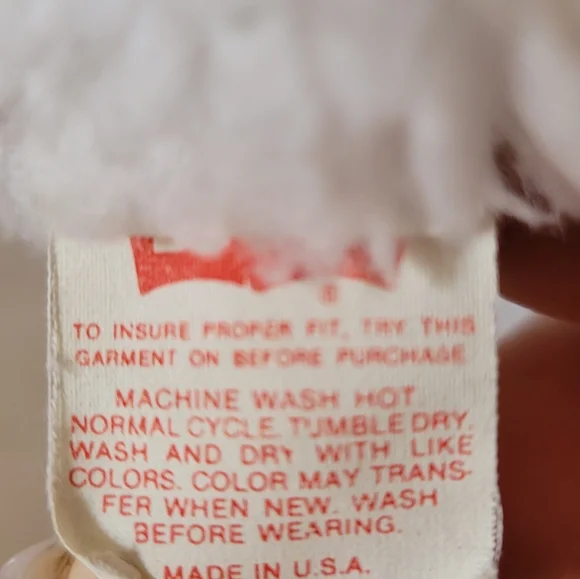 ®
TO INSURE PROPER FIT, TRY THIS
GARMENT ON BEFORE PURCHASE
MACHINE WASH HOT.
NORMAL CYCLE. TUMBLE DRY.
WASH AND DRY WITH LIKE
COLORS. COLOR MAY TRANS-
FER WHEN NEW. WASH
BEFORE WEARING.
MADE IN U.S.A.